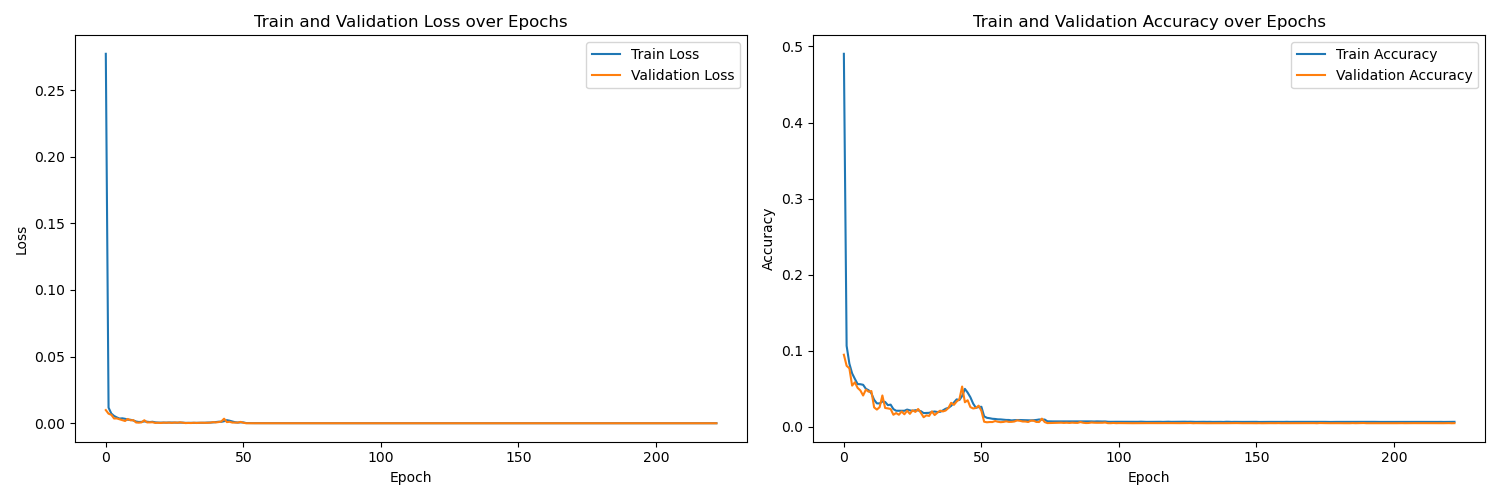 Train and Validation Loss over Epochs
Train Loss
Validation Loss
0.25
0.20
0.15
0.10
0.05
0.00
Loss
0 50 100 150 200
Epoch
Train and Validation Accuracy over Epochs
Train Accuracy
Validation Accuracy
0.5
0.4
0.3
0.2
0.1
0.0
Accuracy
0 50 100 150 200
Epoch